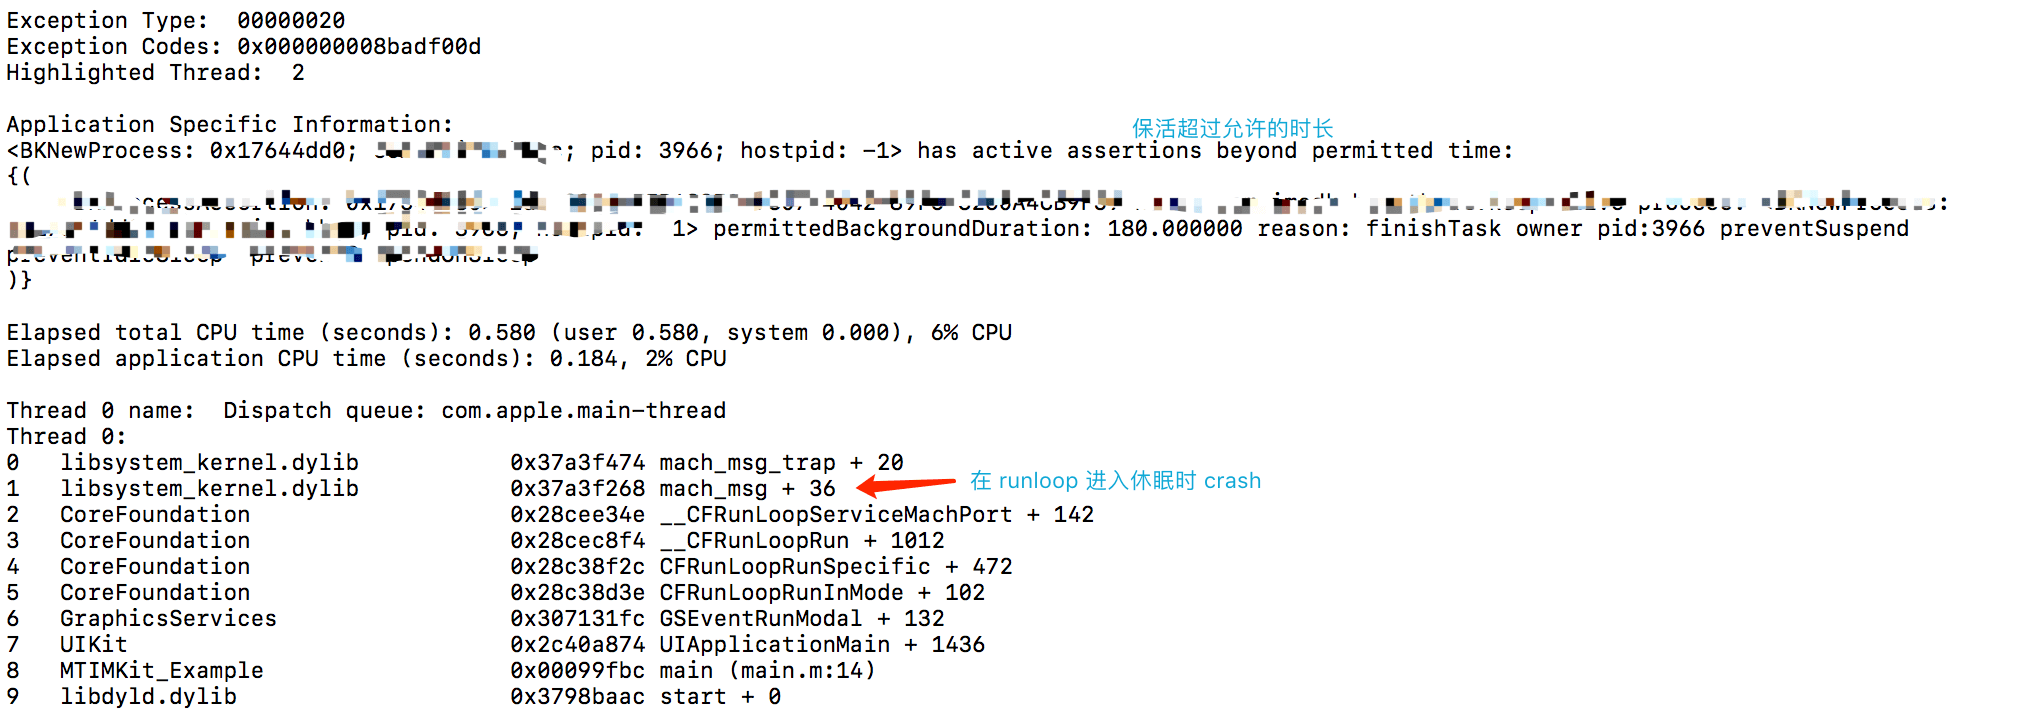 Exception Type:  00000020
Exception Codes: 0x000000008badf00d
Highlighted Thread:  2
Application Specific Information:
保活超过允许的时长
<BKNewProcess: 0x17644dd0; ; pid: 3966; hostpid: -1> has active assertions beyond permitted time:
{(
1> permittedBackgroundDuration: 180.000000 reason: finishTask owner pid:3966 preventSuspend
)}
Elapsed total CPU time (seconds): 0.580 (user 0.580, system 0.000), 6% CPU
Elapsed application CPU time (seconds): 0.184, 2% CPU
Thread 0 name:  Dispatch queue: com.apple.main-thread
Thread 0:
0   libsystem_kernel.dylib   0x37a3f474 mach_msg_trap + 20
1   libsystem_kernel.dylib   0x37a3f268 mach_msg + 36
在 runloop 进入休眠时 crash
2   CoreFoundation   0x28cee34e __CFRunLoopServiceMachPort + 142
3   CoreFoundation   0x28cec8f4 __CFRunLoopRun + 1012
4   CoreFoundation   0x28c38f2c CFRunLoopRunSpecific + 472
5   CoreFoundation   0x28c38d3e CFRunLoopRunInMode + 102
6   GraphicsServices   0x307131fc GSEventRunModal + 132
7   UIKit   0x2c40a874 UIApplicationMain + 1436
8   MTIMKit_Example   0x00099fbc main (main.m:14)
9   libdyld.dylib   0x3798baac start + 0